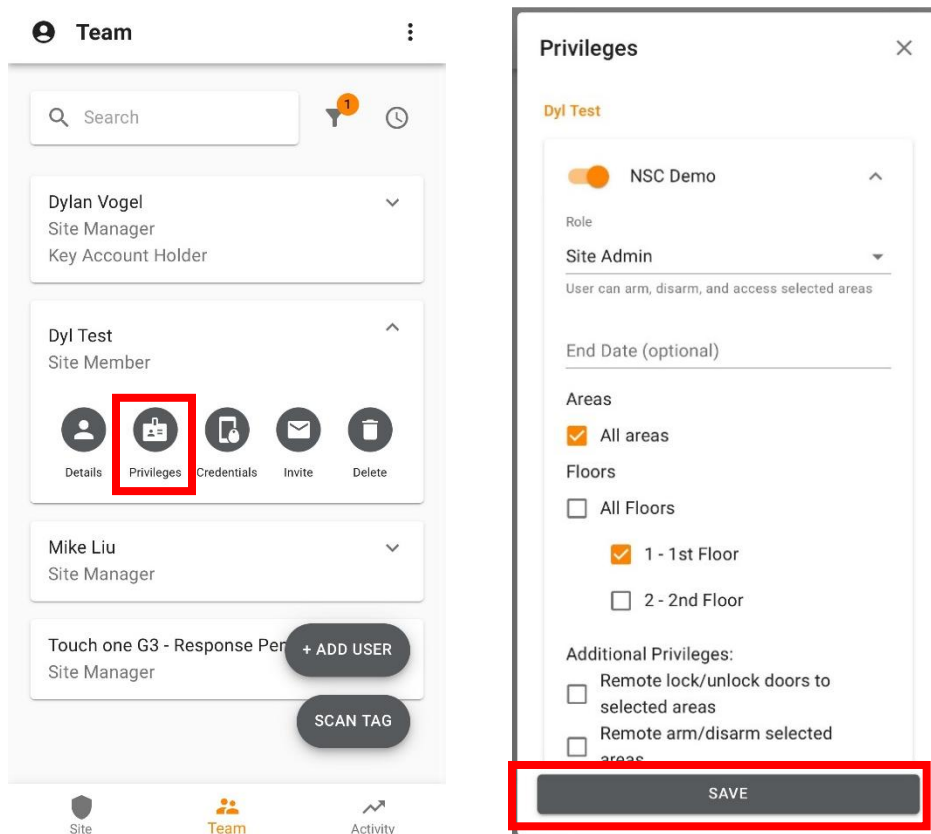 Team
Search
1
Dylan Vogel
Site Manager
Key Account Holder
Dyl Test
Site Member
Details Privileges Credentials Invite Delete
Mike Liu
Site Manager
Touch one G3 - Response Per
Site Manager
+ ADD USER
SCAN TAG
Site Team Activity
Privileges
Dyl Test
NSC Demo
Role
Site Admin
User can arm, disarm, and access selected areas
End Date (optional)
Areas
All areas
Floors
All Floors
1 - 1st Floor
2 - 2nd Floor
Additional Privileges:
Remote lock/unlock doors to
selected areas
Remote arm/disarm selected
areas
SAVE